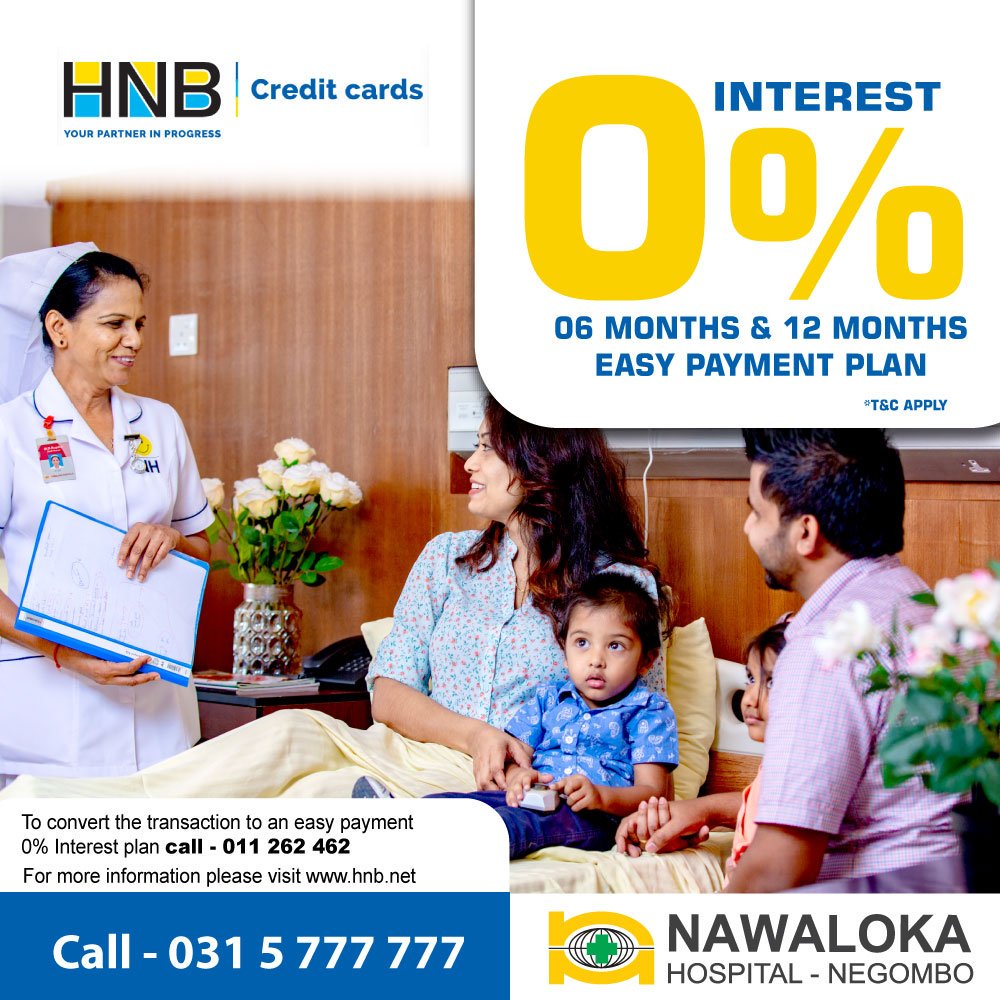 HNB
YOUR PARTNER IN PROGRESS
Credit cards
INTEREST
0%
06 MONTHS & 12 MONTHS
EASY PAYMENT PLAN
*T&C APPLY
NH
To convert the transaction to an easy payment
0% Interest plan call - 011 262 462
For more information please visit www.hnb.net
Call - 031 5 777 777
NAWALOKA
HOSPITAL - NEGOMBO